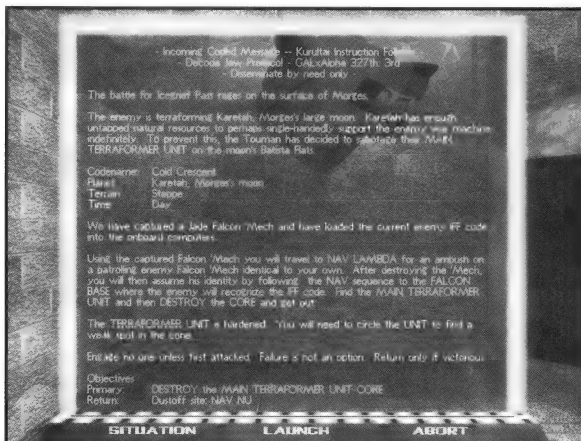 - Incoming Coded Message -- Kurultai Instruction Follows
- Decode Jaw Protocol - GALxAlpha 327th: 3rd
- Disseminate by need only
The battle for Icegrief Pass rages on the surface of Morges.
The enemy is terraforming Karetah, Morges's large moon. Karetah has enough
untapped natural resources to perhaps single-handedly support the enemy war machine
indefinitely. To prevent this, the Touman has decided to sabotage their MAIN
TERRAFORMER UNIT on the moon's Batista Flats.
Codename: Cold Crescent
Planet: Karetah, Morges's moon
Terrain: Steppe
Time: Day
We have captured a Jade Falcon 'Mech and have loaded the current enemy IFF code
into the onboard computers.
Using the captured Falcon 'Mech you will travel to NAV LAMBDA for an ambush on
a patrolling enemy Falcon 'Mech identical to your own. After destroying the 'Mech,
you will then assume his identity by following the NAV sequence to the FALCON
BASE where the enemy will recognize the IFF code. Find the MAIN TERRAFORMER
UNIT and then DESTROY the CORE and get out.
The TERRAFORMER UNIT is hardened. You will need to circle the UNIT to find a
weak spot in the cone.
Engage no one unless first attacked. Failure is not an option. Return only if victorious.
Objectives
Primary: DESTROY the MAIN TERRAFORMER UNIT CORE
Return: Dustoff site: NAV NU
SITUATION LAUNCH ABORT